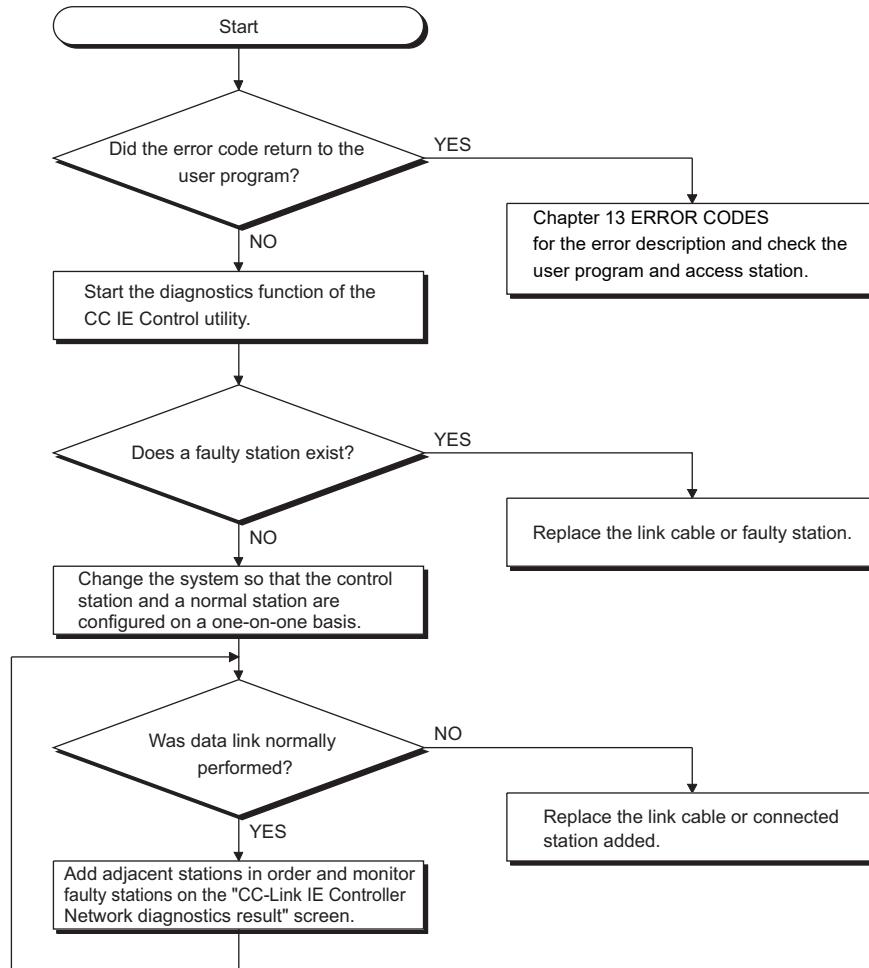 Start
Did the error code return to the
user program?
YES
Chapter 13 ERROR CODES
for the error description and check the
user program and access station.
NO
Start the diagnostics function of the
CC IE Control utility.
Does a faulty station exist?
YES
Replace the link cable or faulty station.
NO
Change the system so that the control
station and a normal station are
configured on a one-on-one basis.
Was data link normally
performed?
NO
Replace the link cable or connected
station added.
YES
Add adjacent stations in order and monitor
faulty stations on the "CC-Link IE Controller
Network diagnostics result" screen.